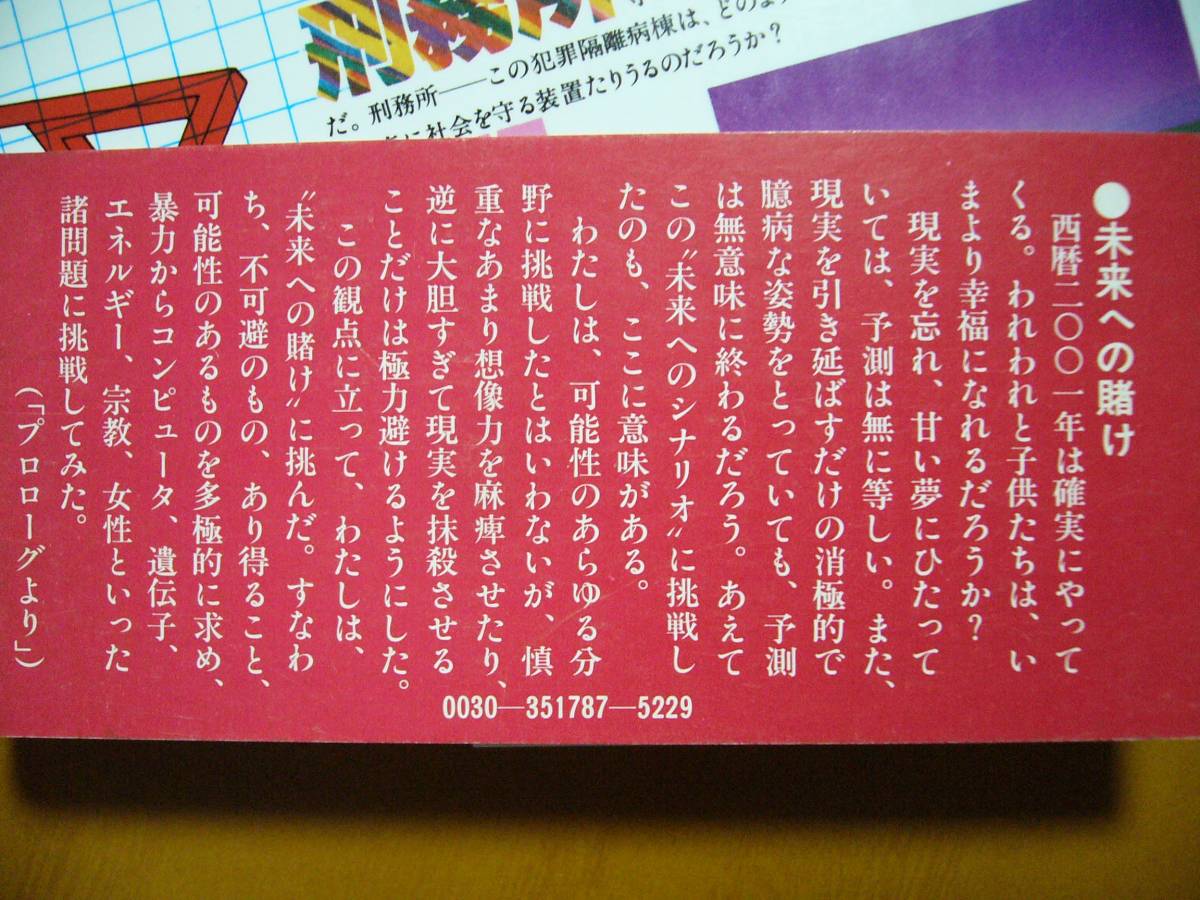 刑務所
だ。刑務所――この犯罪隔離病棟は、どのよう
に社会を守る装置たりうるのだろうか?
●未来への賭け
西暦二〇〇一年は確実にやって
くる。われわれと子供たちは、い
まより幸福になれるだろうか?
現実を忘れ、甘い夢にひたって
いては、予測は無に等しい。また、
現実を引き延ばすだけの消極的で
臆病な姿勢をとっていても、予測
は無意味に終わるだろう。あえて
この〝未来へのシナリオ〟に挑戦し
たのも、ここに意味がある。
わたしは、可能性のあらゆる分
野に挑戦したとはいわないが、慎
重なあまり想像力を麻痺させたり、
逆に大胆すぎて現実を抹殺させる
ことだけは極力避けるようにした。
この観点に立って、わたしは、
〝未来への賭け〟に挑んだ。すなわ
ち、不可避のもの、あり得ること、
可能性のあるものを多極的に求め、
暴力からコンピュータ、遺伝子、
エネルギー、宗教、女性といった
諸問題に挑戦してみた。
(「プロローグより」)
0030―351787―5229